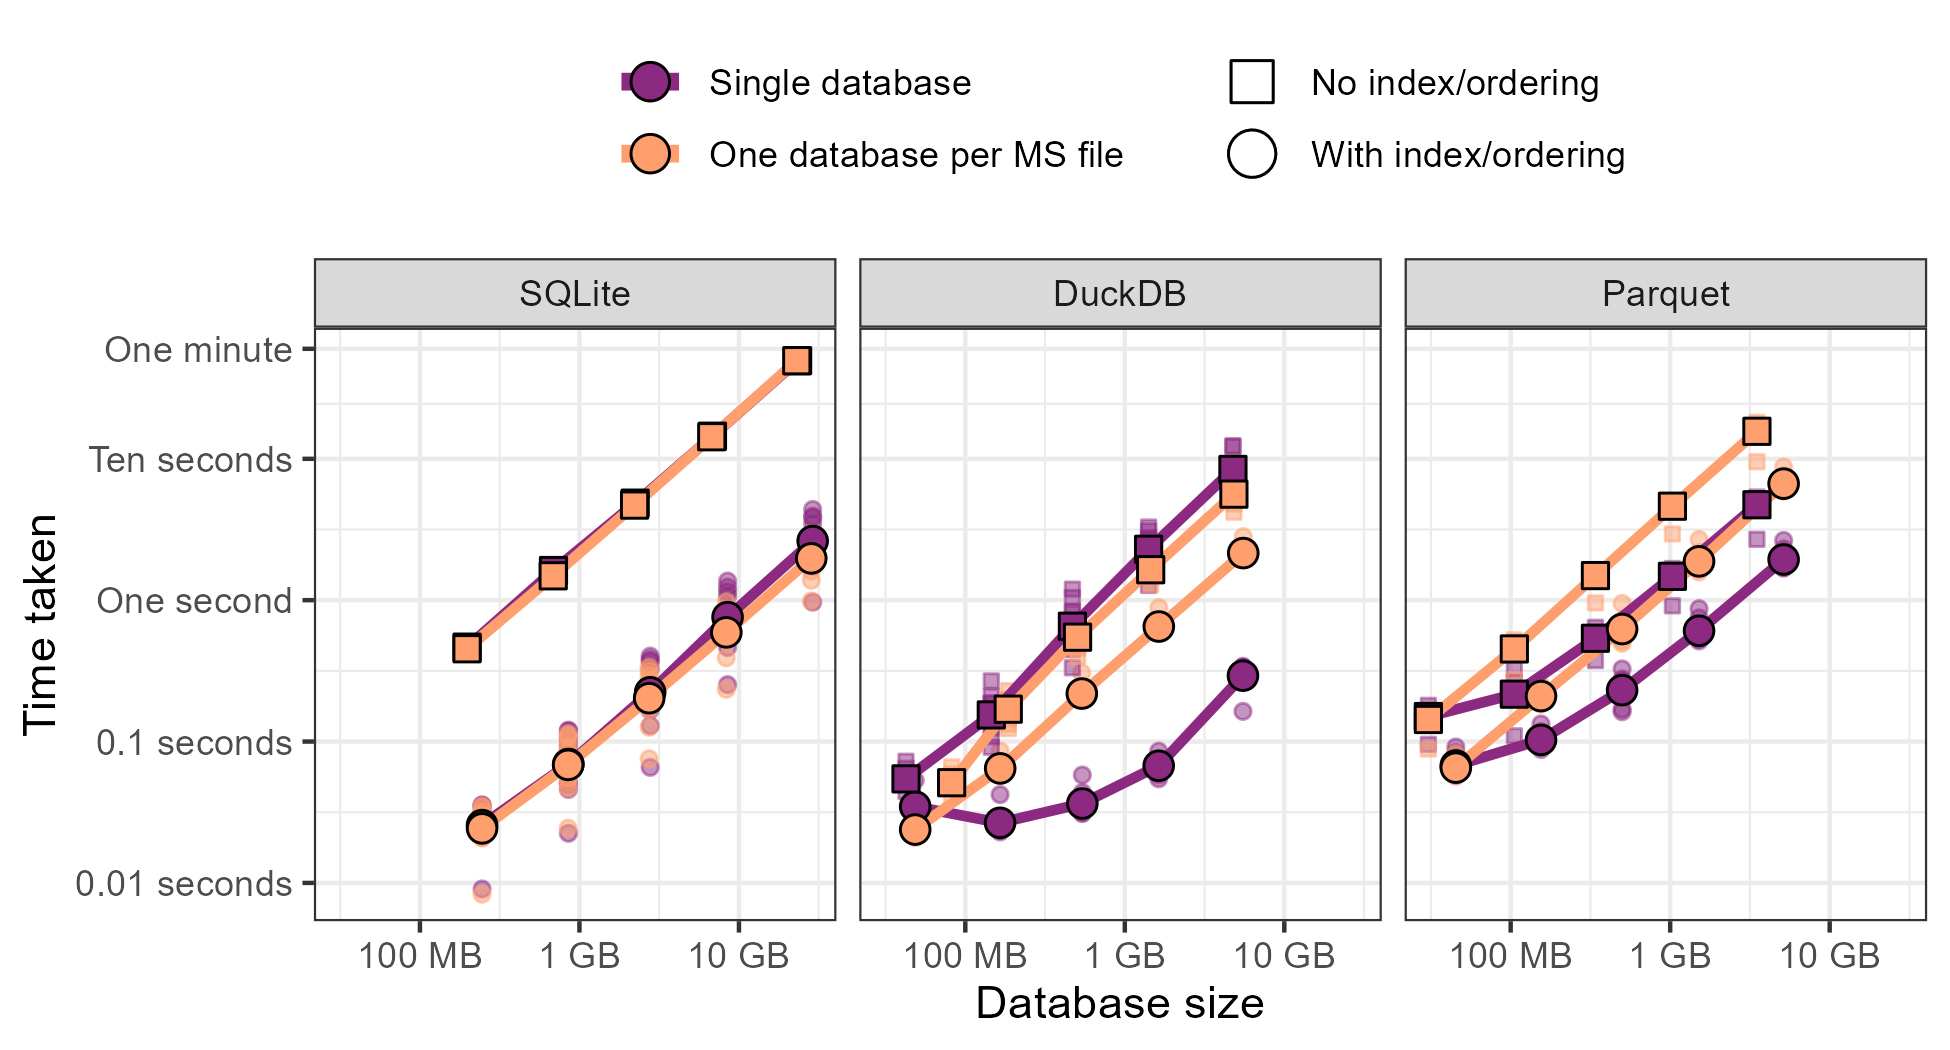 Single database
No index/ordering
One database per MS file
With index/ordering
SQLite
DuckDB
Parquet
One minute
Ten seconds
One second
0.1 seconds
0.01 seconds
Time taken
100 MB
1 GB
10 GB
100 MB
1 GB
10 GB
100 MB
1 GB
10 GB
Database size